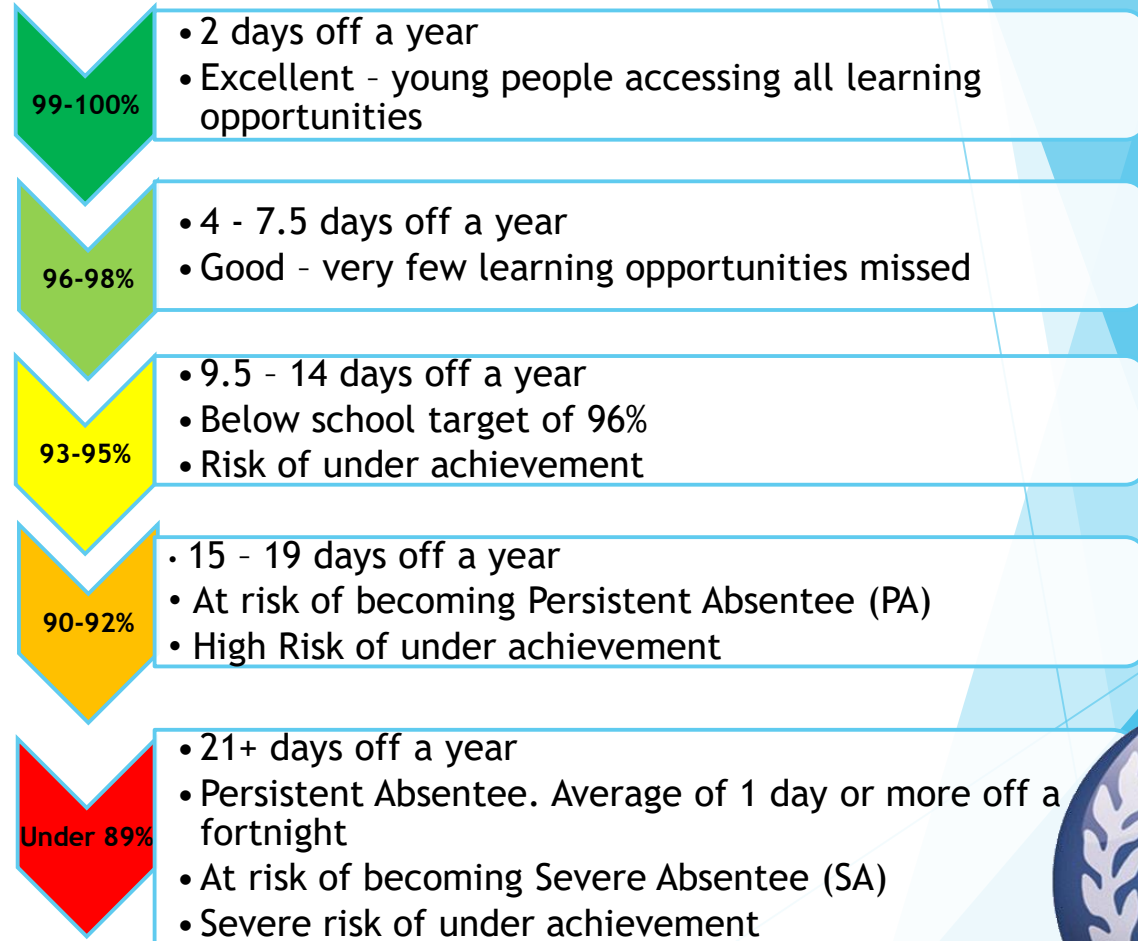 99-100%
• 2 days off a year
• Excellent – young people accessing all learning
opportunities
96-98%
• 4 - 7.5 days off a year
• Good – very few learning opportunities missed
93-95%
• 9.5 – 14 days off a year
• Below school target of 96%
• Risk of under achievement
90-92%
• 15 – 19 days off a year
• At risk of becoming Persistent Absentee (PA)
• High Risk of under achievement
Under 89%
• 21+ days off a year
• Persistent Absentee. Average of 1 day or more off a
fortnight
• At risk of becoming Severe Absentee (SA)
• Severe risk of under achievement